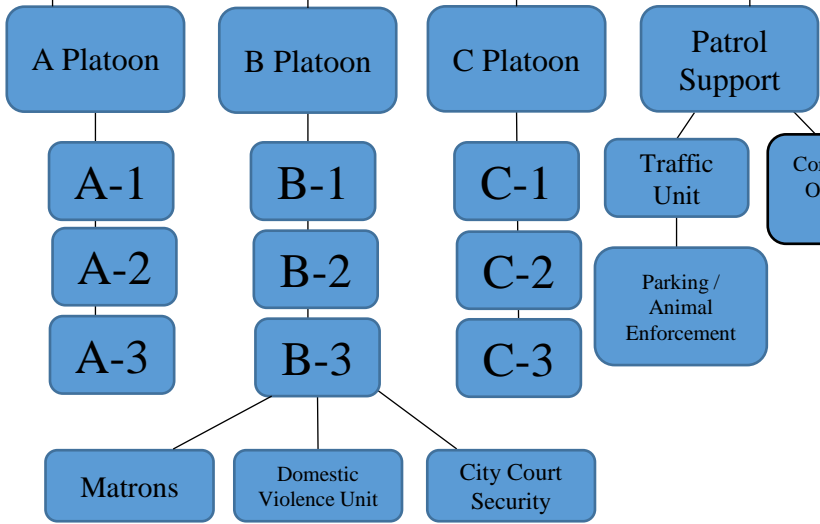 A Platoon
B Platoon
C Platoon
Patrol
Support
A-1
B-1
C-1
Traffic
Unit
A-2
B-2
C-2
Parking /
Animal
Enforcement
A-3
B-3
C-3
Matrons
Domestic
Violence Unit
City Court
Security